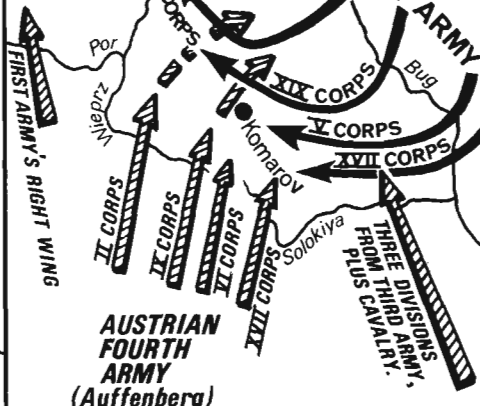 CORPS
ARMY
Por
Bug
Wieprz
FIRST ARMY'S RIGHT WING
XIX CORPS
V CORPS
XVII CORPS
Komarov
II CORPS
IX CORPS
VI CORPS
XVII CORPS
Solokiya
THREE DIVISIONS
FROM THIRD ARMY,
PLUS CAVALRY.
AUSTRIAN
FOURTH
ARMY
(Auffenberg)